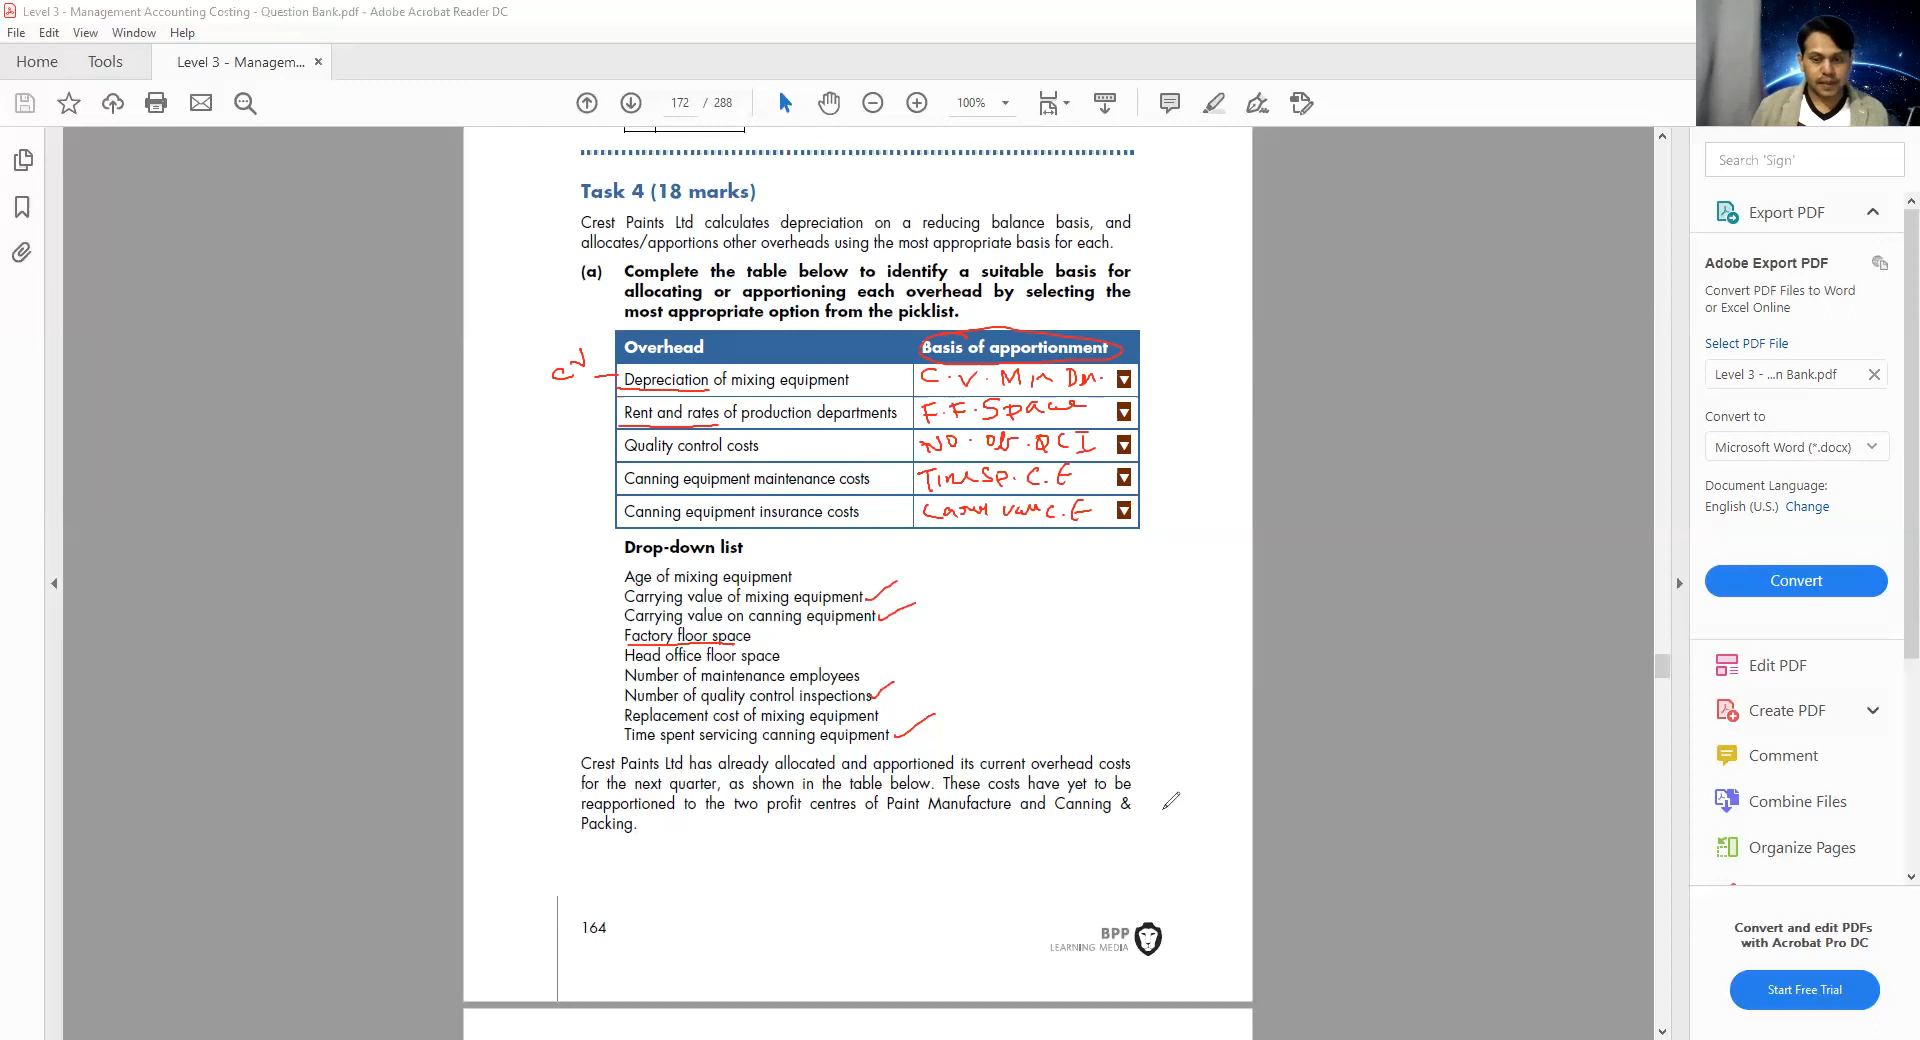 Level 3 - Management Accounting Costing - Question Bank.pdf - Adobe Acrobat Reader DC
File Edit View Window Help
Home Tools Level 3 - Managem... ×
172 / 288 100%
Task 4 (18 marks)
Crest Paints Ltd calculates depreciation on a reducing balance basis, and
allocates/apportions other overheads using the most appropriate basis for each.
(a) Complete the table below to identify a suitable basis for
allocating or apportioning each overhead by selecting the
most appropriate option from the picklist.
Overhead Basis of apportionment
CV Depreciation of mixing equipment C.V.
Rent and rates of production departments F.F.Space
Quality control costs NO. of. QCI
Canning equipment maintenance costs Time Sp. C.E
Canning equipment insurance costs C.E
Drop-down list
Age of mixing equipment
Carrying value of mixing equipment
Carrying value on canning equipment
Factory floor space
Head office floor space
Number of maintenance employees
Number of quality control inspections
Replacement cost of mixing equipment
Time spent servicing canning equipment
Crest Paints Ltd has already allocated and apportioned its current overhead costs
for the next quarter, as shown in the table below. These costs have yet to be
reapportioned to the two profit centres of Paint Manufacture and Canning &
Packing.
164
BPP
LEARNING MEDIA
Search 'Sign'
Export PDF
Adobe Export PDF
Convert PDF Files to Word
or Excel Online
Select PDF File
Level 3 - ...n Bank.pdf
Convert to
Microsoft Word (*.docx)
Document Language:
English (U.S.) Change
Convert
Edit PDF
Create PDF
Comment
Combine Files
Organize Pages
Convert and edit PDFs
with Acrobat Pro DC
Start Free Trial